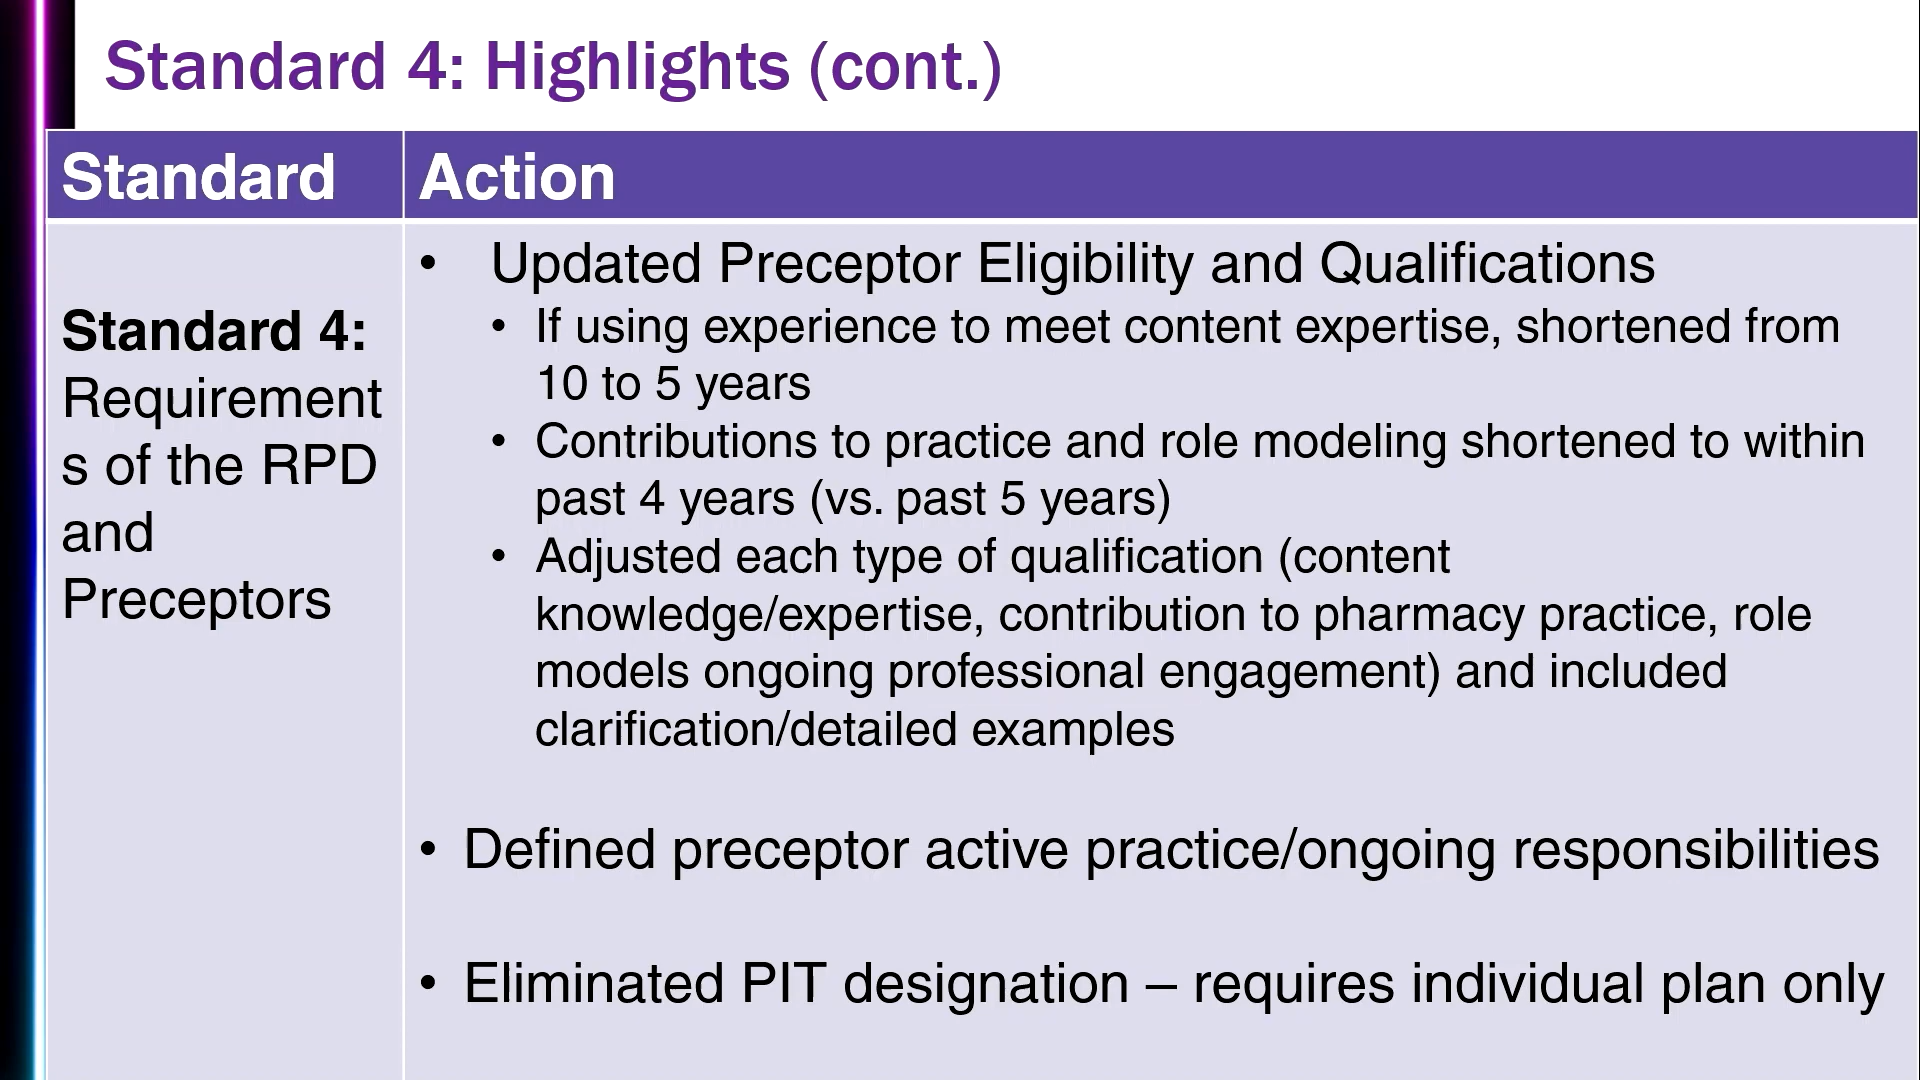 Standard 4: Highlights (cont.)
Standard
Action
Standard 4:
Requirement
s of the RPD
and
Preceptors
• Updated Preceptor Eligibility and Qualifications
• If using experience to meet content expertise, shortened from
10 to 5 years
• Contributions to practice and role modeling shortened to within
past 4 years (vs. past 5 years)
• Adjusted each type of qualification (content
knowledge/expertise, contribution to pharmacy practice, role
models ongoing professional engagement) and included
clarification/detailed examples
• Defined preceptor active practice/ongoing responsibilities
• Eliminated PIT designation – requires individual plan only